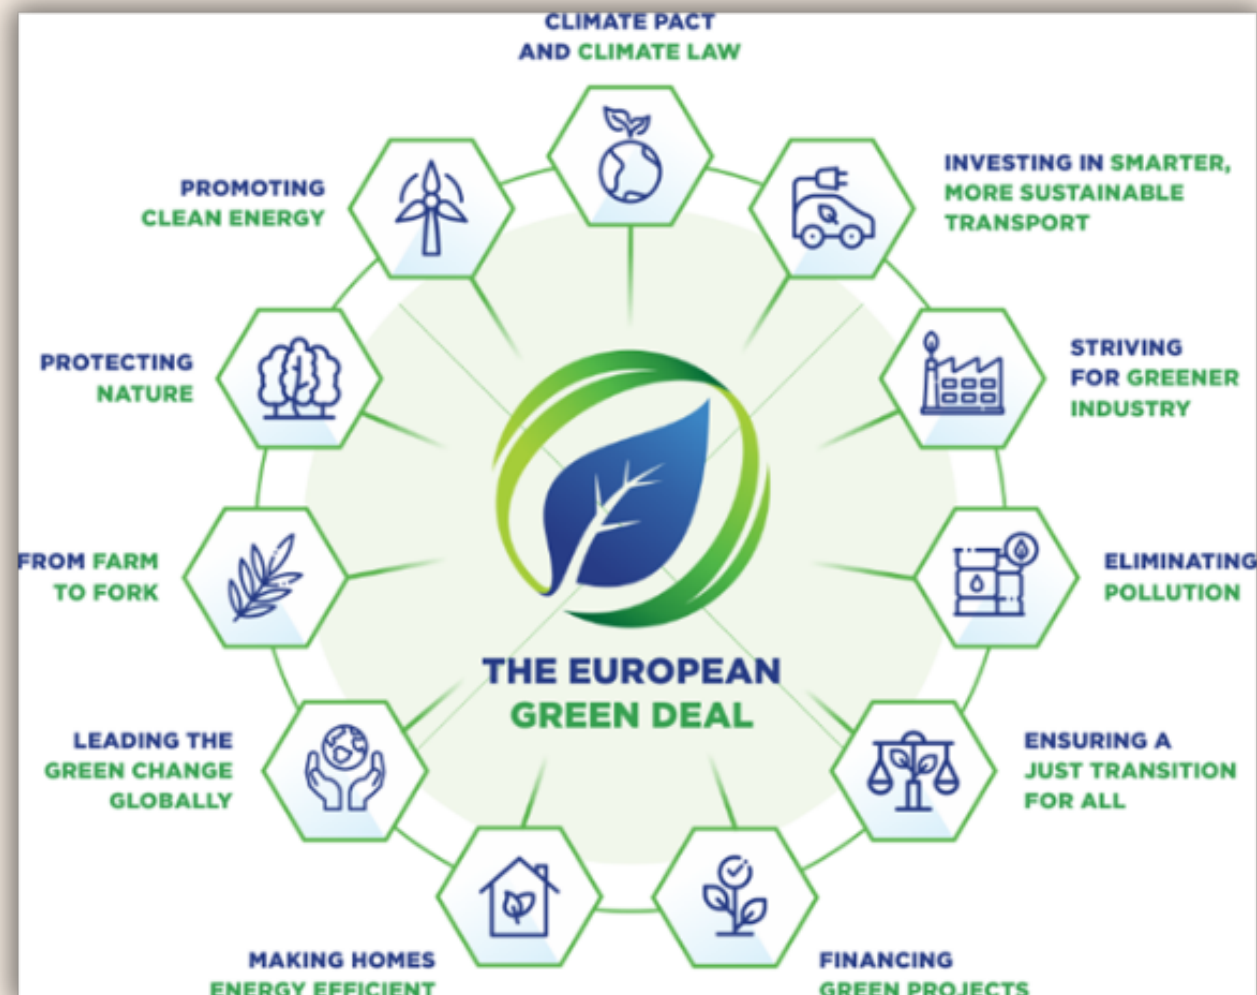 CLIMATE PACT
AND CLIMATE LAW
INVESTING IN SMARTER,
MORE SUSTAINABLE
TRANSPORT
STRIVING
FOR GREENER
INDUSTRY
ELIMINATING
POLLUTION
ENSURING A
JUST TRANSITION
FOR ALL
FINANCING
GREEN PROJECTS
MAKING HOMES
ENERGY EFFICIENT
LEADING THE
GREEN CHANGE
GLOBALLY
FROM FARM
TO FORK
PROTECTING
NATURE
PROMOTING
CLEAN ENERGY
THE EUROPEAN
GREEN DEAL